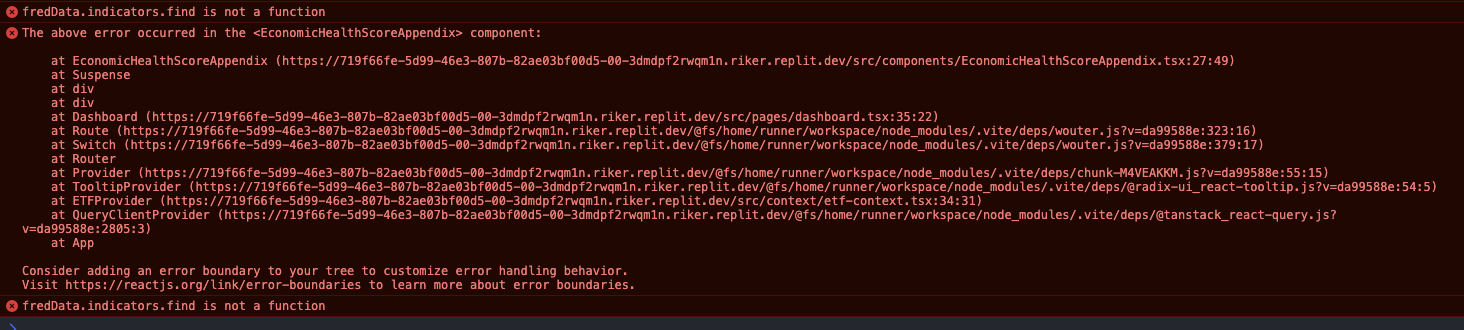 fredData.indicators.find is not a function
The above error occurred in the <EconomicHealthScoreAppendix> component:
at EconomicHealthScoreAppendix (https://719f66fe-5d99-46e3-807b-82ae03bf00d5-00-3dmdpf2rwqm1n.riker.replit.dev/src/components/EconomicHealthScoreAppendix.tsx:27:49)
at Suspense
at div
at div
at Dashboard (https://719f66fe-5d99-46e3-807b-82ae03bf00d5-00-3dmdpf2rwqm1n.riker.replit.dev/src/pages/dashboard.tsx:35:22)
at Route (https://719f66fe-5d99-46e3-807b-82ae03bf00d5-00-3dmdpf2rwqm1n.riker.replit.dev/@fs/home/runner/workspace/node_modules/.vite/deps/wouter.js?v=da99588e:323:16)
at Switch (https://719f66fe-5d99-46e3-807b-82ae03bf00d5-00-3dmdpf2rwqm1n.riker.replit.dev/@fs/home/runner/workspace/node_modules/.vite/deps/wouter.js?v=da99588e:379:17)
at Router
at Provider (https://719f66fe-5d99-46e3-807b-82ae03bf00d5-00-3dmdpf2rwqm1n.riker.replit.dev/@fs/home/runner/workspace/node_modules/.vite/deps/chunk-M4VEAKKM.js?v=da99588e:55:15)
at TooltipProvider (https://719f66fe-5d99-46e3-807b-82ae03bf00d5-00-3dmdpf2rwqm1n.riker.replit.dev/@fs/home/runner/workspace/node_modules/.vite/deps/@radix-ui_react-tooltip.js?v=da99588e:54:5)
at ETFProvider (https://719f66fe-5d99-46e3-807b-82ae03bf00d5-00-3dmdpf2rwqm1n.riker.replit.dev/src/context/etf-context.tsx:34:31)
at QueryClientProvider (https://719f66fe-5d99-46e3-807b-82ae03bf00d5-00-3dmdpf2rwqm1n.riker.replit.dev/@fs/home/runner/workspace/node_modules/.vite/deps/@tanstack_react-query.js?
v=da99588e:2805:3)
at App
Consider adding an error boundary to your tree to customize error handling behavior.
Visit https://reactjs.org/link/error-boundaries to learn more about error boundaries.
fredData.indicators.find is not a function